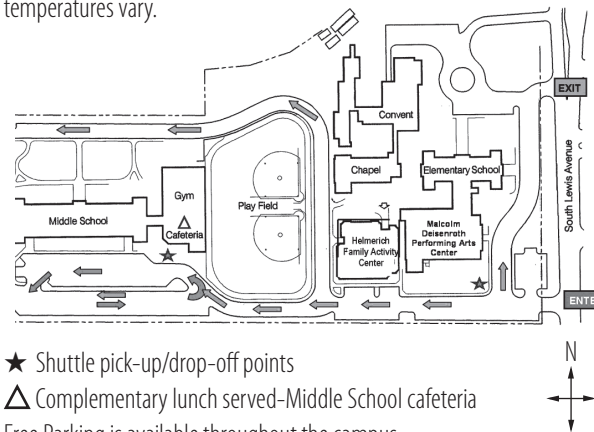 temperatures vary.
EXIT
Convent
South Lewis Avenue
Chapel
Elementary School
Gym
Play Field
Middle School
Cafeteria
Malcolm
Deisenroth
Performing Arts
Center
Helmerich
Family Activity
Center
ENTE
N
★ Shuttle pick-up/drop-off points
△ Complementary lunch served-Middle School cafeteria
Free Parking is available throughout the campus